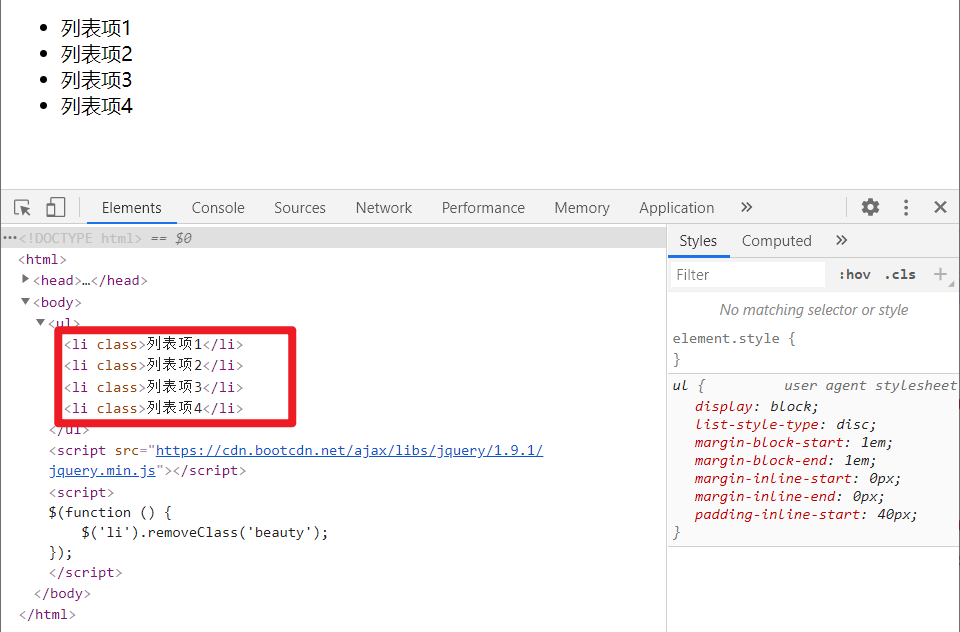 列表项1
列表项2
列表项3
列表项4
Elements Console Sources Network Performance Memory Application »
<!DOCTYPE html> == $0
<html>
<head>…</head>
<body>
<ul>
<li class>列表项1</li>
<li class>列表项2</li>
<li class>列表项3</li>
<li class>列表项4</li>
</ul>
<script src="https://cdn.bootcdn.net/ajax/libs/jquery/1.9.1/
jquery.min.js"></script>
<script>
$(function () {
$('li').removeClass('beauty');
});
</script>
</body>
</html>
Styles Computed »
Filter :hov .cls +
No matching selector or style
element.style {
}
ul { user agent stylesheet
display: block;
list-style-type: disc;
margin-block-start: 1em;
margin-block-end: 1em;
margin-inline-start: 0px;
margin-inline-end: 0px;
padding-inline-start: 40px;
}